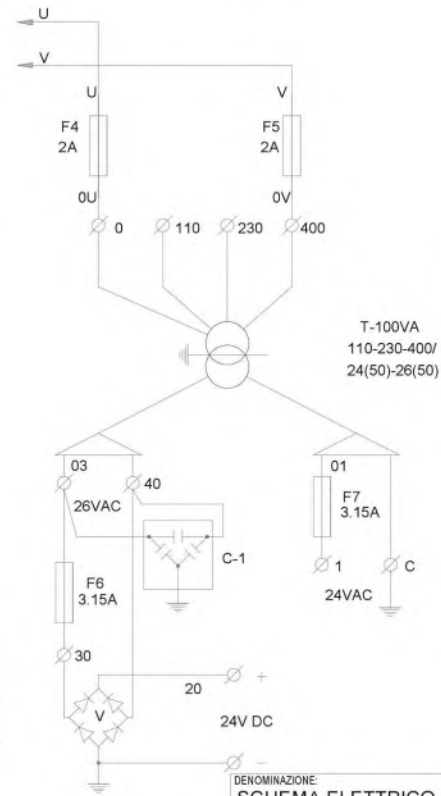 U
V
U
V
F4
2A
F5
2A
0U
0V
0
110
230
400
T-100VA
110-230-400/
24(50)-26(50)
03
40
26VAC
01
F7
3.15A
C-1
F6
3.15A
1
C
24VAC
30
20
+
V
24V DC
−
DENOMINAZIONE:
SCHEMA ELETTRICO